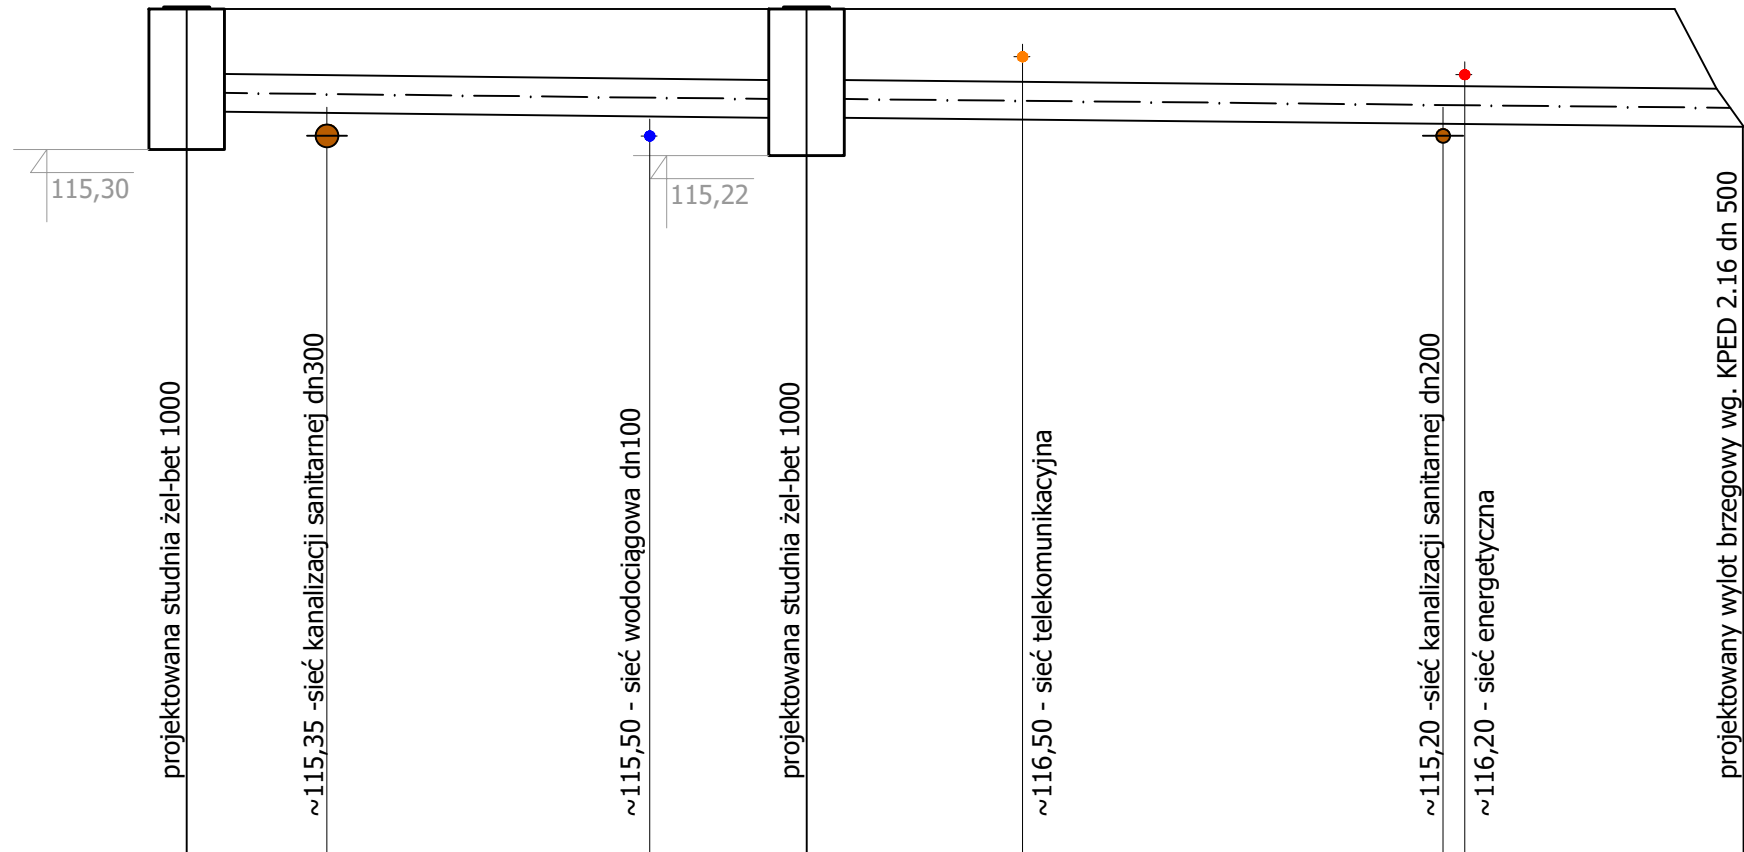 115,30
115,22
projektowana studnia żel-bet 1000
~115,35 -sieć kanalizacji sanitarnej dn300
~115,50 - sieć wodociągowa dn100
projektowana studnia żel-bet 1000
~116,50 - sieć telekomunikacyjna
~115,20 -sieć kanalizacji sanitarnej dn200
~116,20 - sieć energetyczna
projektowany wylot brzegowy wg. KPED 2.16 dn 500